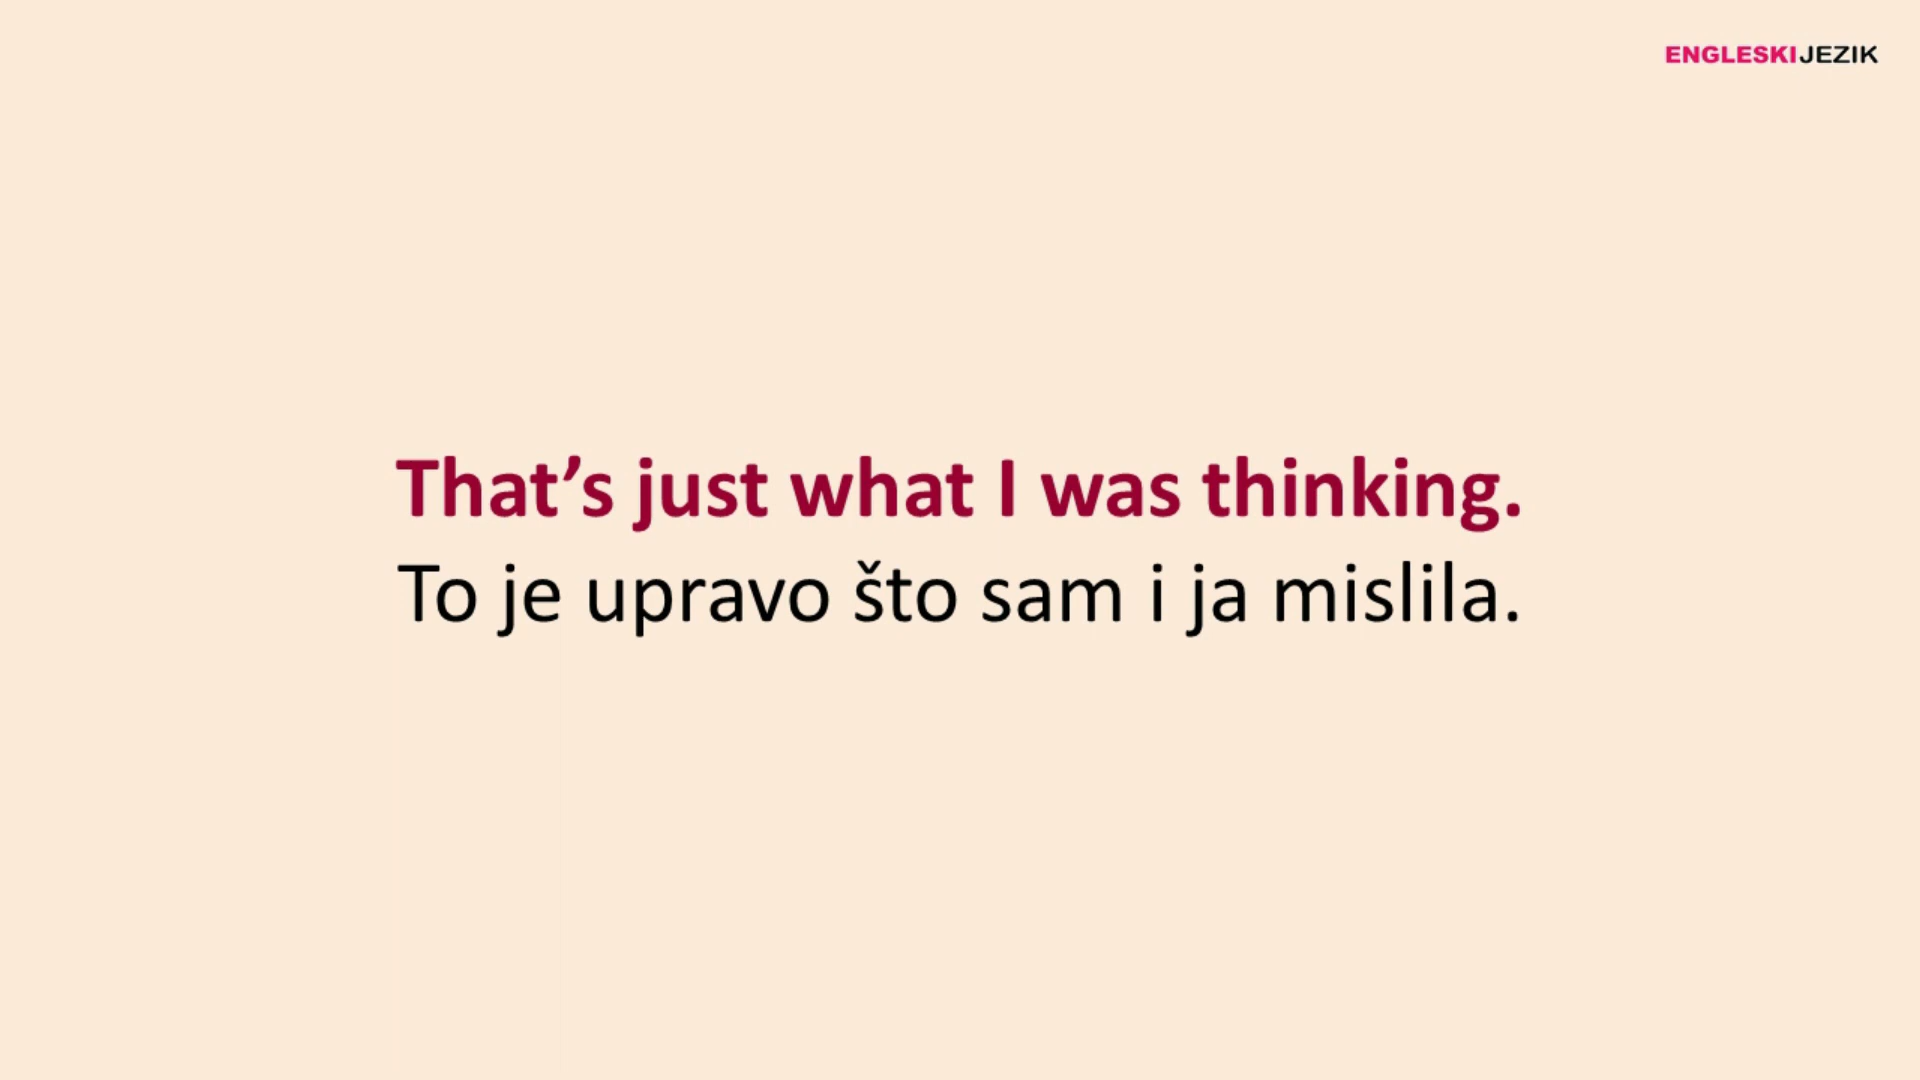 ENGLESKIJEZIK
That’s just what I was thinking.
To je upravo što sam i ja mislila.